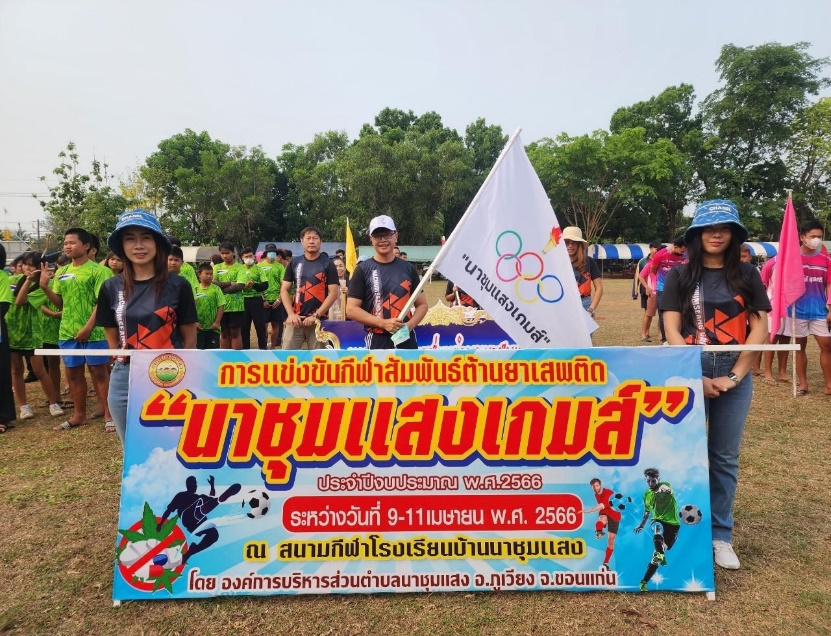 "นาชุมแสงเกมส์"
การแข่งขันกีฬาสัมพันธ์ต้านยาเสพติด
"นาชุมแสงเกมส์"
ประจำปีงบประมาณ พ.ศ.2566
ระหว่างวันที่ 9-11เมษายน พ.ศ. 2566
ณ สนามกีฬาโรงเรียนบ้านนาชุมแสง
โดย องค์การบริหารส่วนตำบลนาชุมแสง อ.ภูเวียง จ.ขอนแก่น